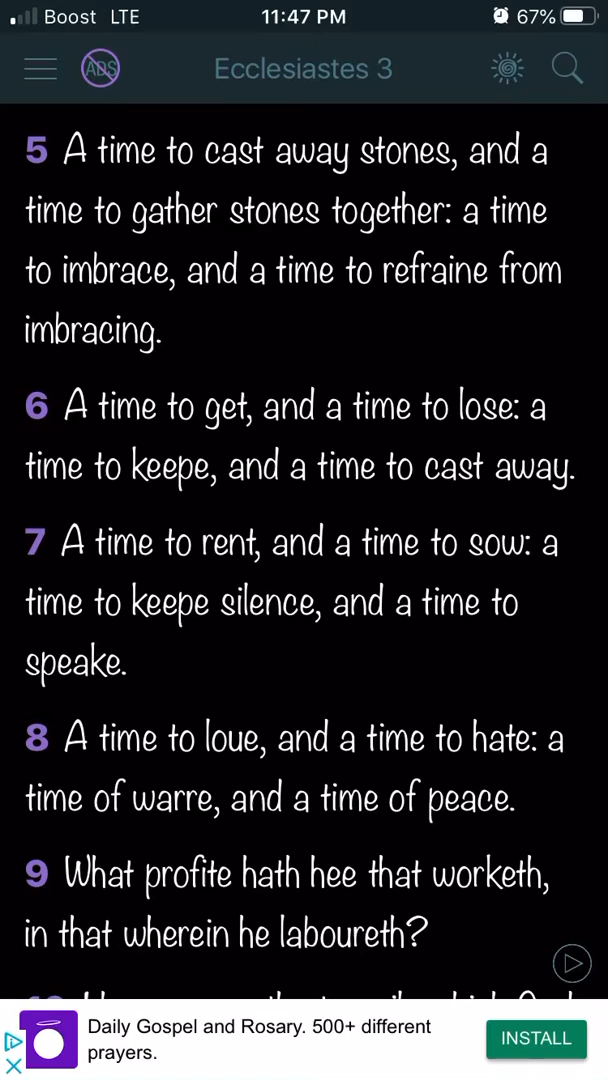 Boost LTE 11:47 PM 67%
ADS Ecclesiastes 3
5 A time to cast away stones, and a
time to gather stones together: a time
to imbrace, and a time to refraine from
imbracing.
6 A time to get, and a time to lose: a
time to keepe, and a time to cast away.
7 A time to rent, and a time to sow: a
time to keepe silence, and a time to
speake.
8 A time to loue, and a time to hate: a
time of warre, and a time of peace.
9 What profite hath hee that worketh,
in that wherein he laboureth?
Daily Gospel and Rosary. 500+ different
prayers.
INSTALL